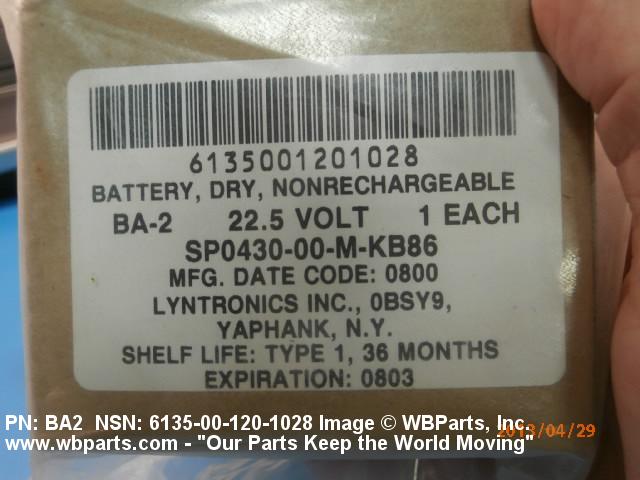 6135001201028
BATTERY, DRY, NONRECHARGEABLE
BA-2 22.5 VOLT 1 EACH
SP0430-00-M-KB86
MFG. DATE CODE: 0800
LYNTRONICS INC., 0BSY9,
YAPHANK, N.Y.
SHELF LIFE: TYPE 1, 36 MONTHS
EXPIRATION: 0803
PN: BA2 NSN: 6135-00-120-1028 Image © WBParts, Inc.
2013/04/29
www.wbparts.com - "Our Parts Keep the World Moving"